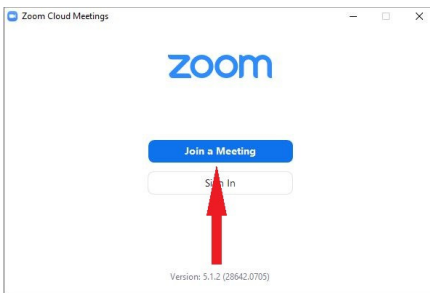 Zoom Cloud Meetings
zoom
Join a Meeting
Sign In
Version: 5.1.2 (28642.0705)